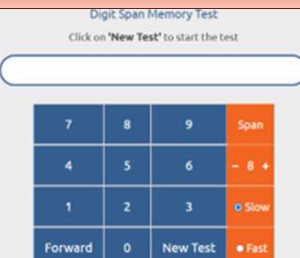 Digit Span Memory Test
Click on 'New Test' to start the test
7 8 9 Span
4 5 6 - 8 +
1 2 3 Slow
Forward 0 New Test Fast